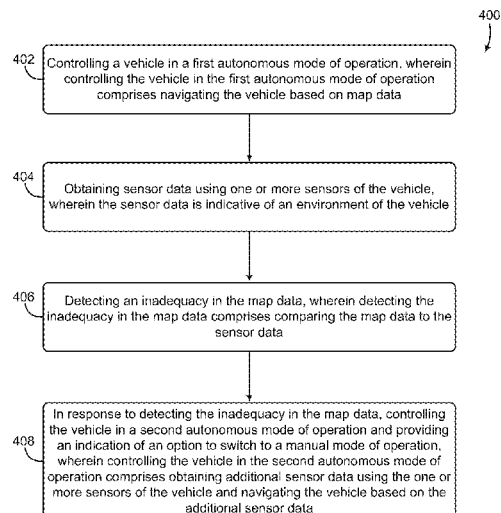 400
402
Controlling a vehicle in a first autonomous mode of operation, wherein
controlling the vehicle in the first autonomous mode of operation
comprises navigating the vehicle based on map data
404
Obtaining sensor data using one or more sensors of the vehicle,
wherein the sensor data is indicative of an environment of the vehicle
406
Detecting an inadequacy in the map data, wherein detecting the
inadequacy in the map data comprises comparing the map data to the
sensor data
408
In response to detecting the inadequacy in the map data, controlling
the vehicle in a second autonomous mode of operation and providing
an indication of an option to switch to a manual mode of operation,
wherein controlling the vehicle in the second autonomous mode of
operation comprises obtaining additional sensor data using the one or
more sensors of the vehicle and navigating the vehicle based on the
additional sensor data